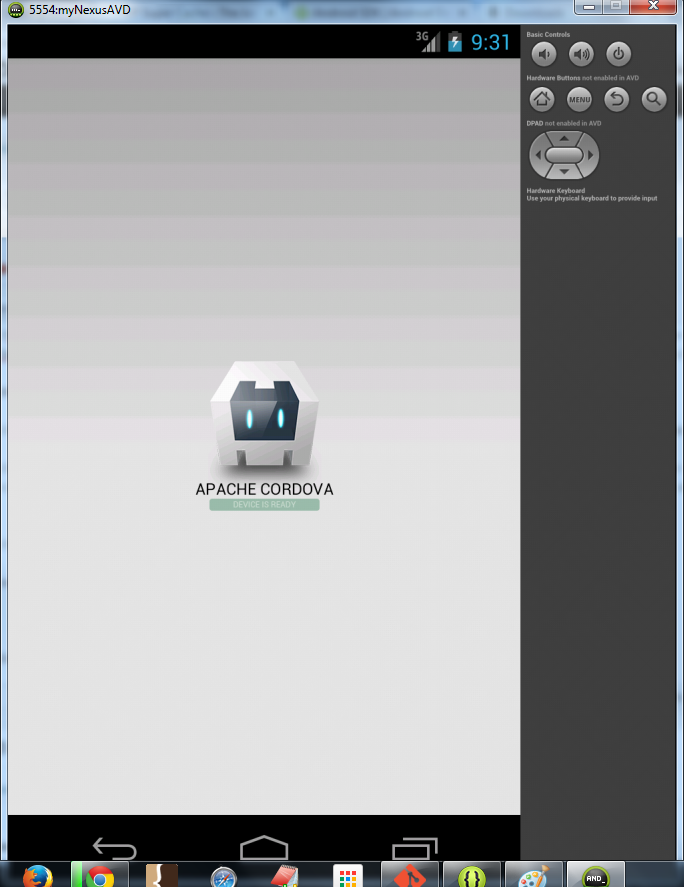 5554:myNexusAVD
3G 9:31
APACHE CORDOVA
DEVICE IS READY
Basic Controls
Hardware Buttons not enabled in AVD
MENU
DPAD not enabled in AVD
Hardware Keyboard
Use your physical keyboard to provide input
AND_